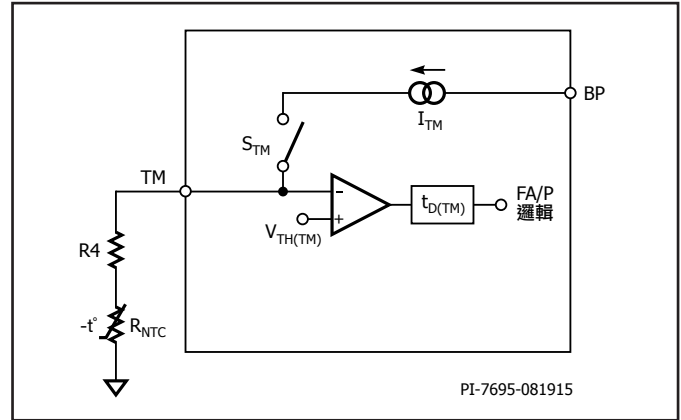 BP
I_TM
S_TM
TM
-
+
V_TH(TM)
t_D(TM)
FA/P
邏輯
R4
-t°
R_NTC
PI-7695-081915